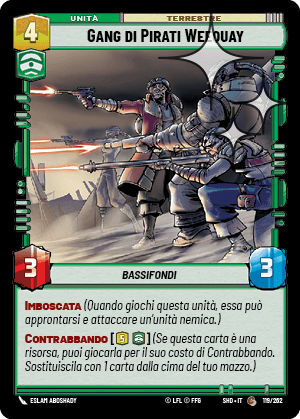 UNITÀ
TERRESTRE
4
GANG DI PIRATI WEEQUAY
3
BASSIFONDI
3
IMBOSCATA (Quando giochi questa unità, essa può
approntarsi e attaccare un'unità nemica.)
CONTRABBANDO [5] (Se questa carta è una
risorsa, puoi giocarla per il suo costo di Contrabbando.
Sostituiscila con 1 carta dalla cima del tuo mazzo.)
ESLAM ABOSHADY
© LFL © FFG
SHD • IT
119/262